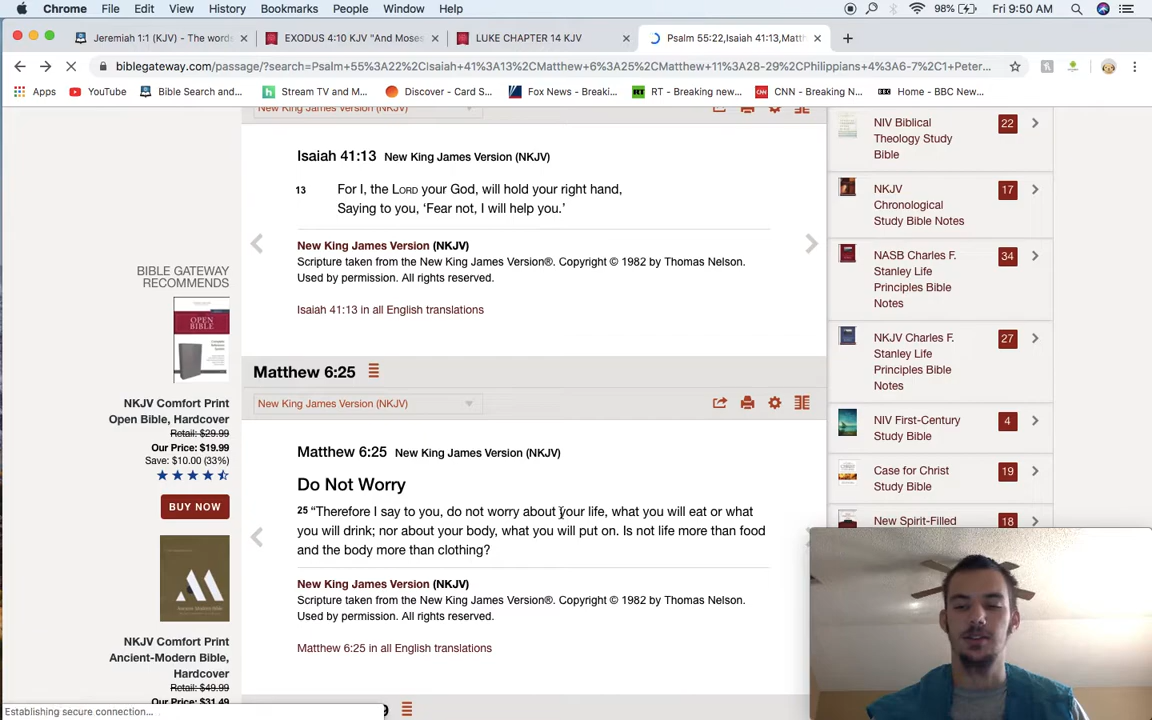 Chrome File Edit View History Bookmarks People Window Help 98% Fri 9:50 AM
Jeremiah 1:1 (KJV) - The words × EXODUS 4:10 KJV "And Moses × LUKE CHAPTER 14 KJV × Psalm 55:22,Isaiah 41:13,Matth × +
biblegateway.com/passage/?search=Psalm+55%3A22%2CIsaiah+41%3A13%2CMatthew+6%3A25%2CMatthew+11%3A28-29%2CPhilippians+4%3A6-7%2C1+Peter...
Apps YouTube Bible Search and... Stream TV and M... Discover - Card S... Fox News - Breaki... RT - Breaking new... CNN - Breaking N... BBC Home - BBC New...
New King James Version (NKJV)
Isaiah 41:13 New King James Version (NKJV)
13 For I, the LORD your God, will hold your right hand,
Saying to you, ‘Fear not, I will help you.’
New King James Version (NKJV)
Scripture taken from the New King James Version®. Copyright © 1982 by Thomas Nelson.
Used by permission. All rights reserved.
Isaiah 41:13 in all English translations
Matthew 6:25
New King James Version (NKJV)
Matthew 6:25 New King James Version (NKJV)
Do Not Worry
25 “Therefore I say to you, do not worry about your life, what you will eat or what
you will drink; nor about your body, what you will put on. Is not life more than food
and the body more than clothing?
New King James Version (NKJV)
Scripture taken from the New King James Version®. Copyright © 1982 by Thomas Nelson.
Used by permission. All rights reserved.
Matthew 6:25 in all English translations
BIBLE GATEWAY
RECOMMENDS
OPEN
BIBLE
NKJV Comfort Print
Open Bible, Hardcover
Retail: $29.99
Our Price: $19.99
Save: $10.00 (33%)
BUY NOW
NKJV Comfort Print
Ancient-Modern Bible,
Hardcover
Retail: $49.99
Our Price: $31.49
Establishing secure connection...
NIV Biblical
Theology Study
Bible
22
NKJV
Chronological
Study Bible Notes
17
NASB Charles F.
Stanley Life
Principles Bible
Notes
34
NKJV Charles F.
Stanley Life
Principles Bible
Notes
27
NIV First-Century
Study Bible
4
Case for Christ
Study Bible
19
New Spirit-Filled
18